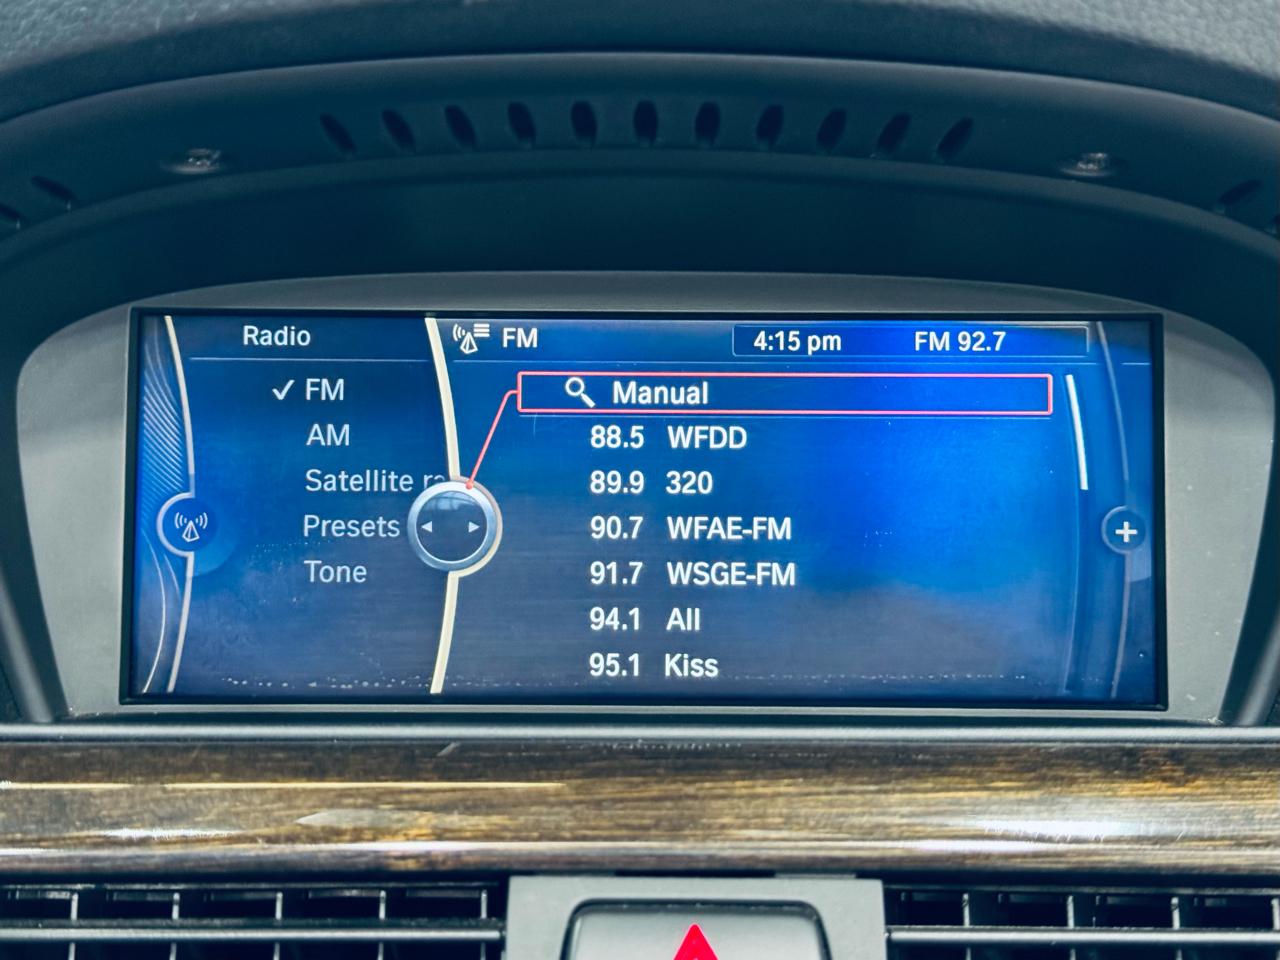 Radio
FM
4:15 pm FM 92.7
✓ FM
AM
Satellite
Presets
Tone
Manual
88.5 WFDD
89.9 320
90.7 WFAE-FM
91.7 WSGE-FM
94.1 All
95.1 Kiss
+